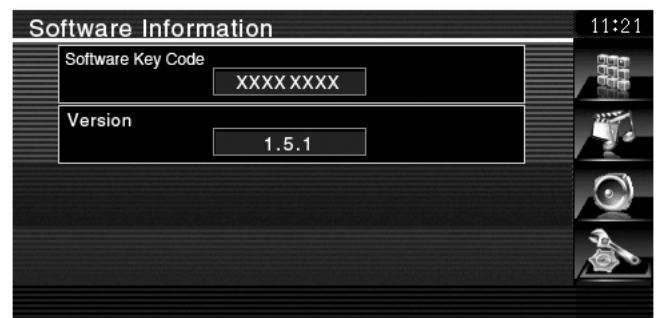 Software Information
11:21
Software Key Code
XXXX XXXX
Version
1.5.1